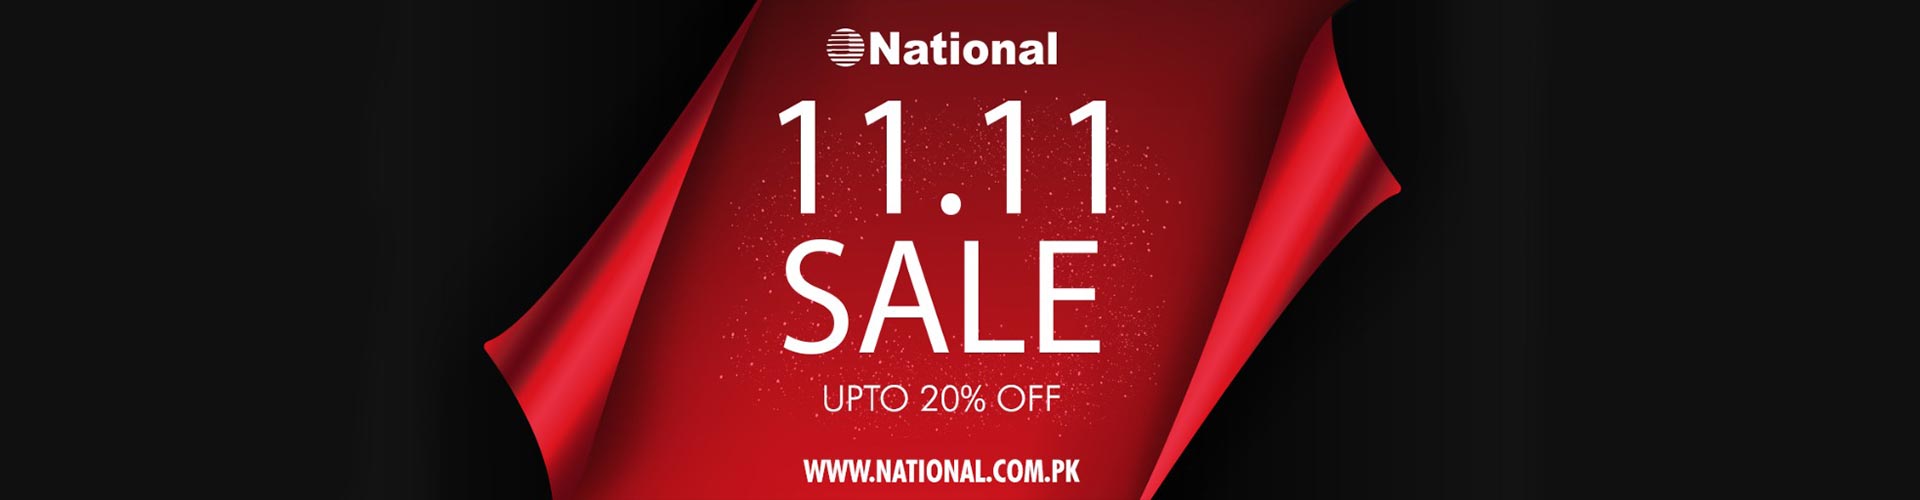 National
11.11
SALE
UPTO 20% OFF
WWW.NATIONAL.COM.PK